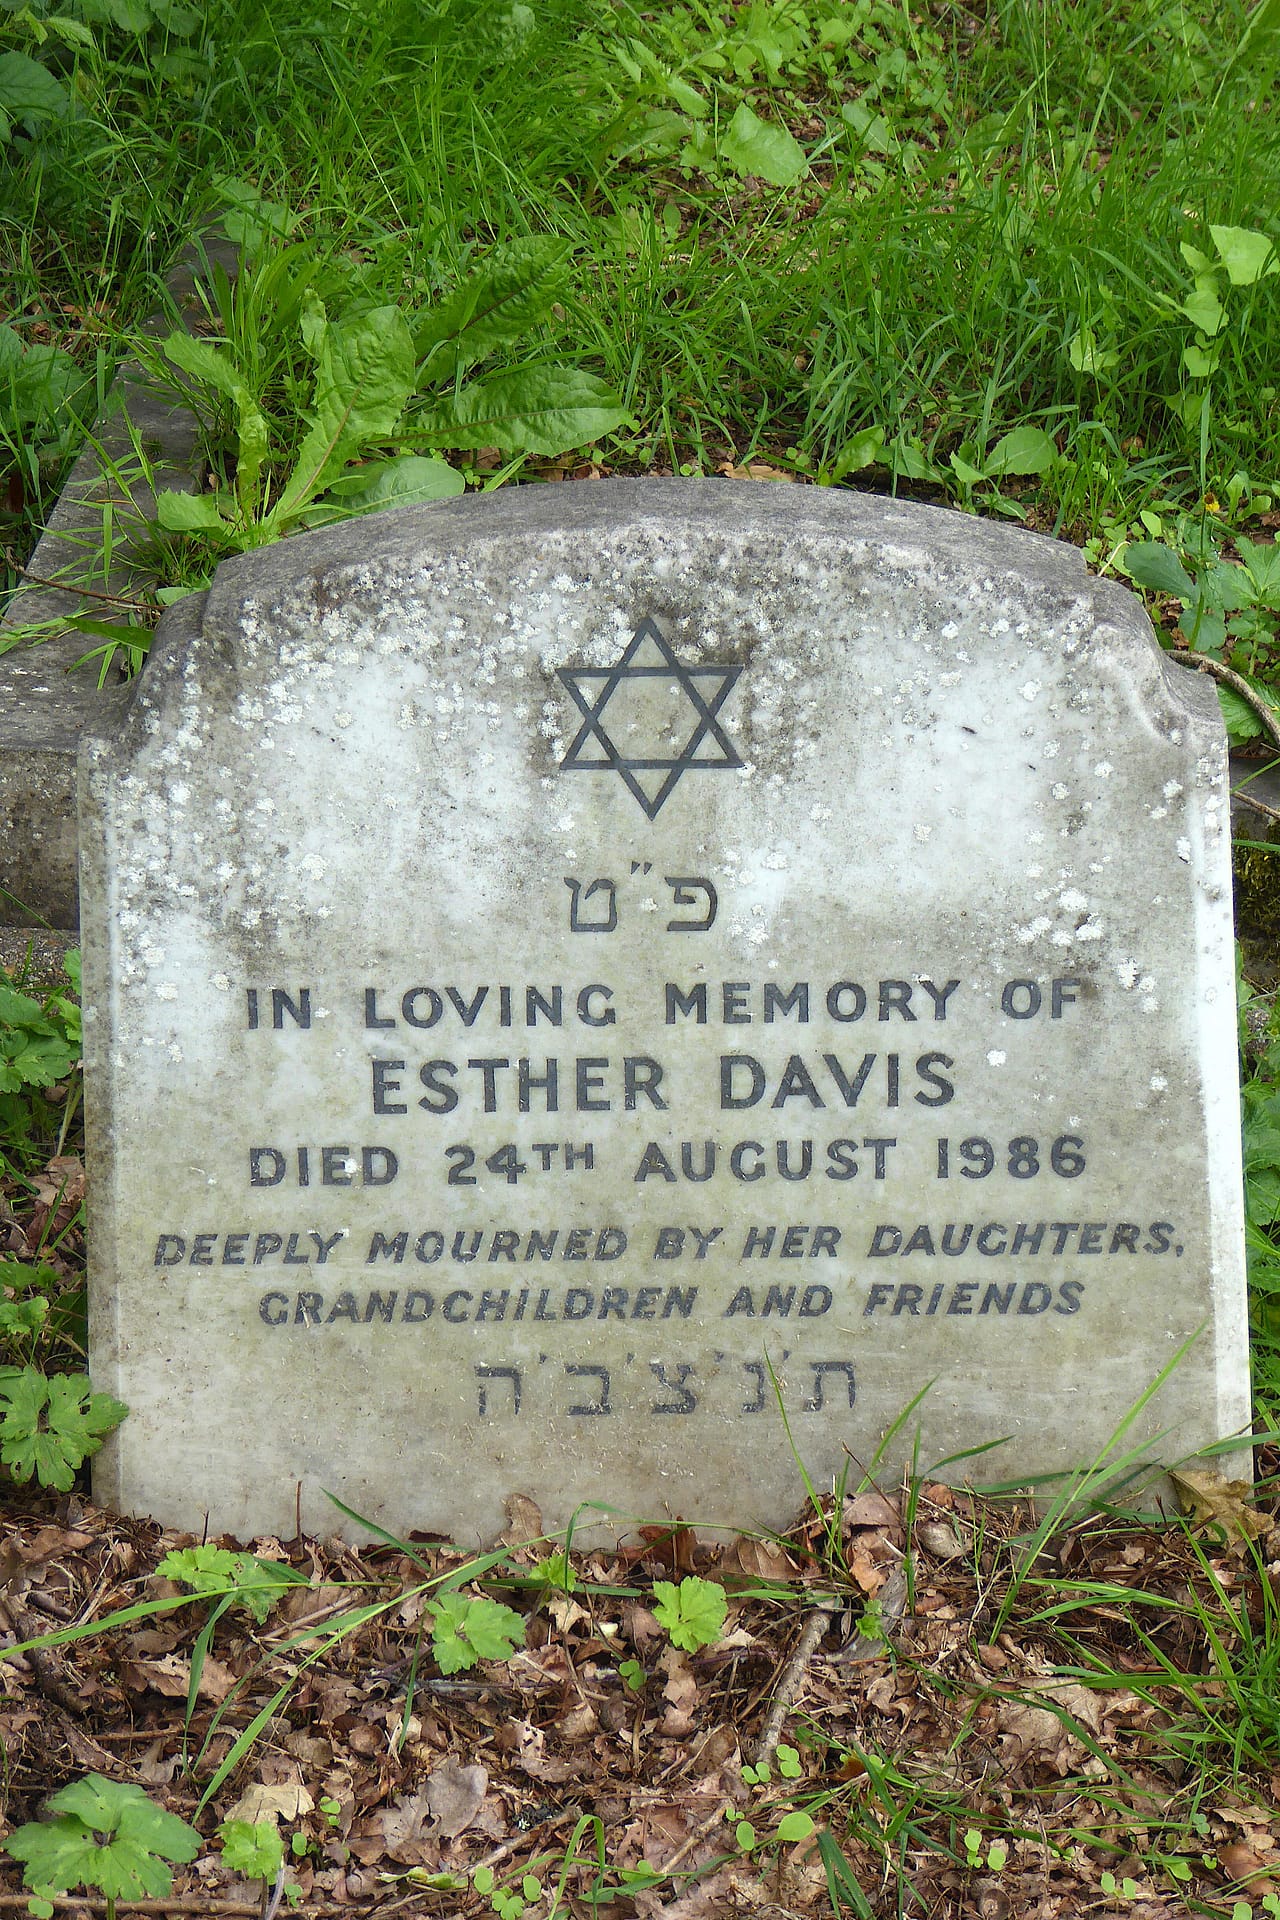 פ"ט
IN LOVING MEMORY OF
ESTHER DAVIS
DIED 24TH AUGUST 1986
DEEPLY MOURNED BY HER DAUGHTERS,
GRANDCHILDREN AND FRIENDS
ת'נ'צ'ב'ה